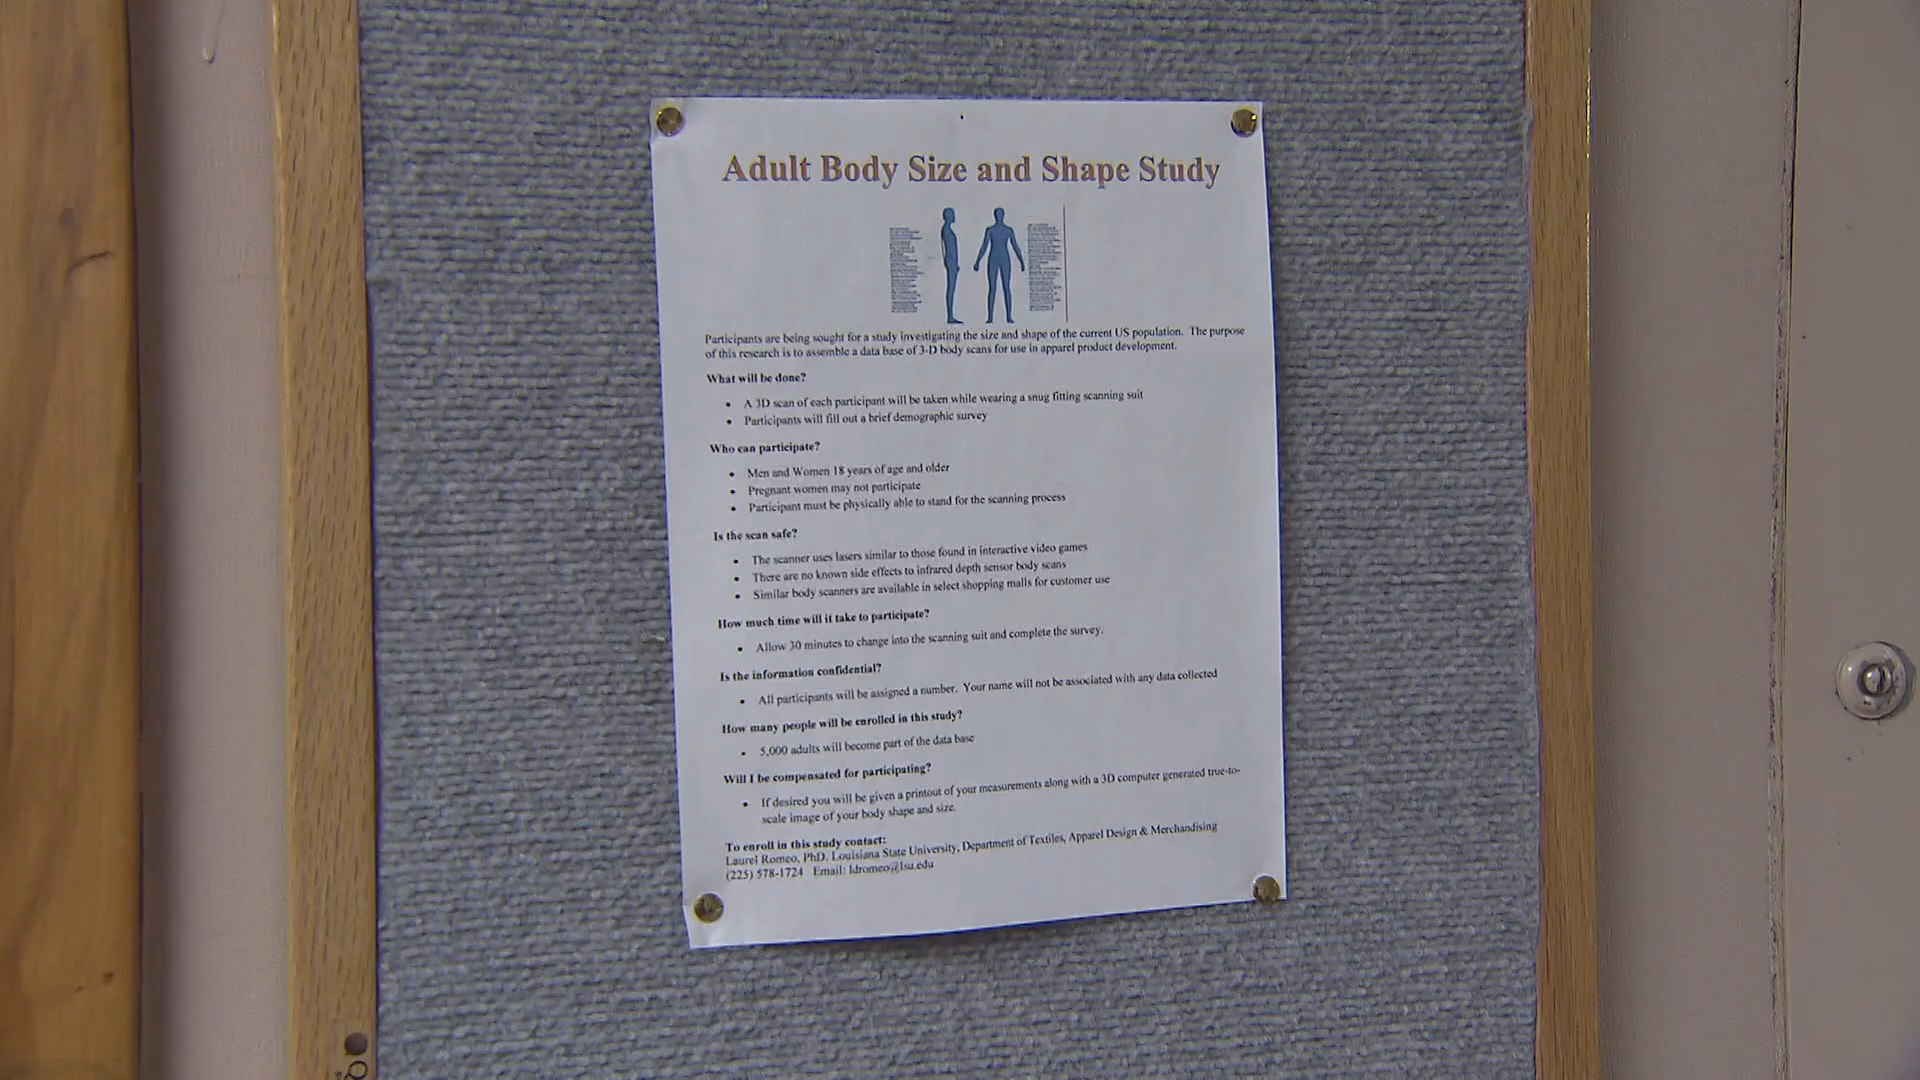 Adult Body Size and Shape Study
Participants are being sought for a study investigating the size and shape of the current US population. The purpose
of this research is to assemble a data base of 3-D body scans for use in apparel product development.
What will be done?
• A 3D scan of each participant will be taken while wearing a snug fitting scanning suit
• Participants will fill out a brief demographic survey
Who can participate?
• Men and Women 18 years of age and older
• Pregnant women may not participate
• Participant must be physically able to stand for the scanning process
Is the scan safe?
• The scanner uses lasers similar to those found in interactive video games
• There are no known side effects to infrared depth sensor body scans
• Similar body scanners are available in select shopping malls for customer use
How much time will it take to participate?
• Allow 30 minutes to change into the scanning suit and complete the survey.
Is the information confidential?
• All participants will be assigned a number. Your name will not be associated with any data collected
How many people will be enrolled in this study?
• 5,000 adults will become part of the data base
Will I be compensated for participating?
• If desired you will be given a printout of your measurements along with a 3D computer generated true-to-
scale image of your body shape and size.
To enroll in this study contact:
Laurel Romeo, PhD. Louisiana State University, Department of Textiles, Apparel Design & Merchandising
(225) 578-1724 Email: ldromeo@lsu.edu